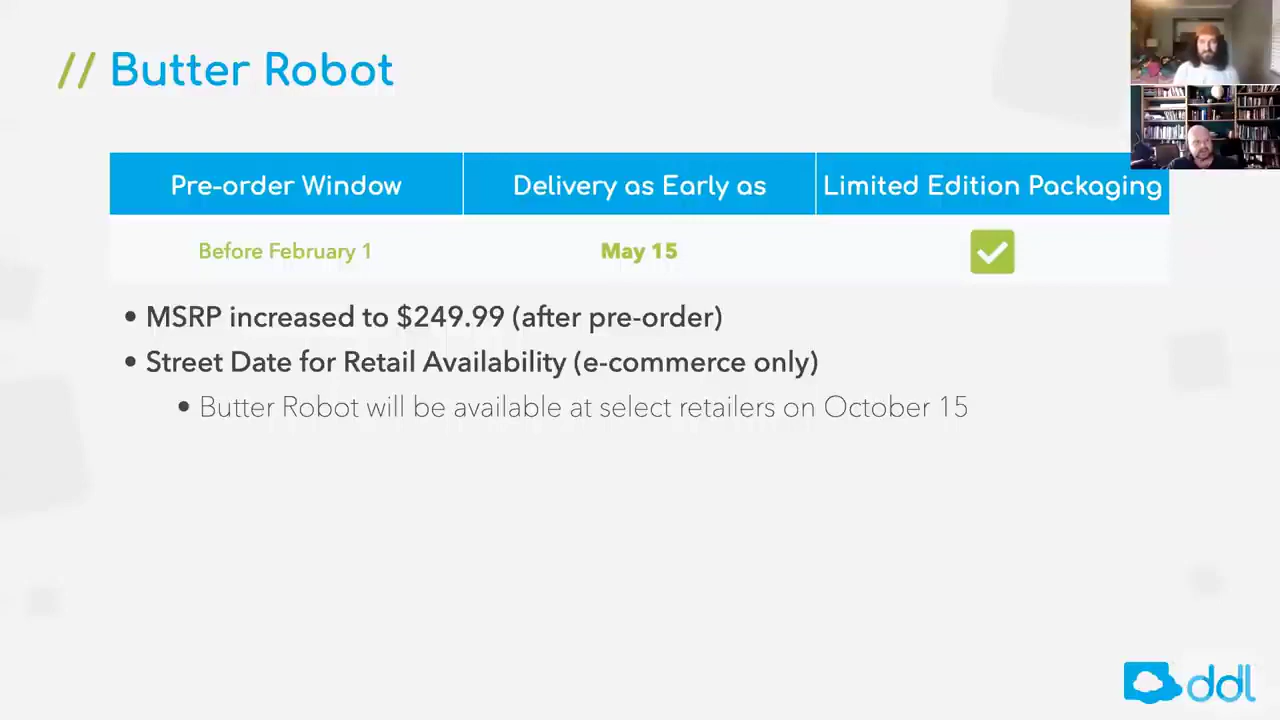 // Butter Robot
Pre-order Window Delivery as Early as Limited Edition Packaging
Before February 1 May 15
• MSRP increased to $249.99 (after pre-order)
• Street Date for Retail Availability (e-commerce only)
• Butter Robot will be available at select retailers on October 15
ddl